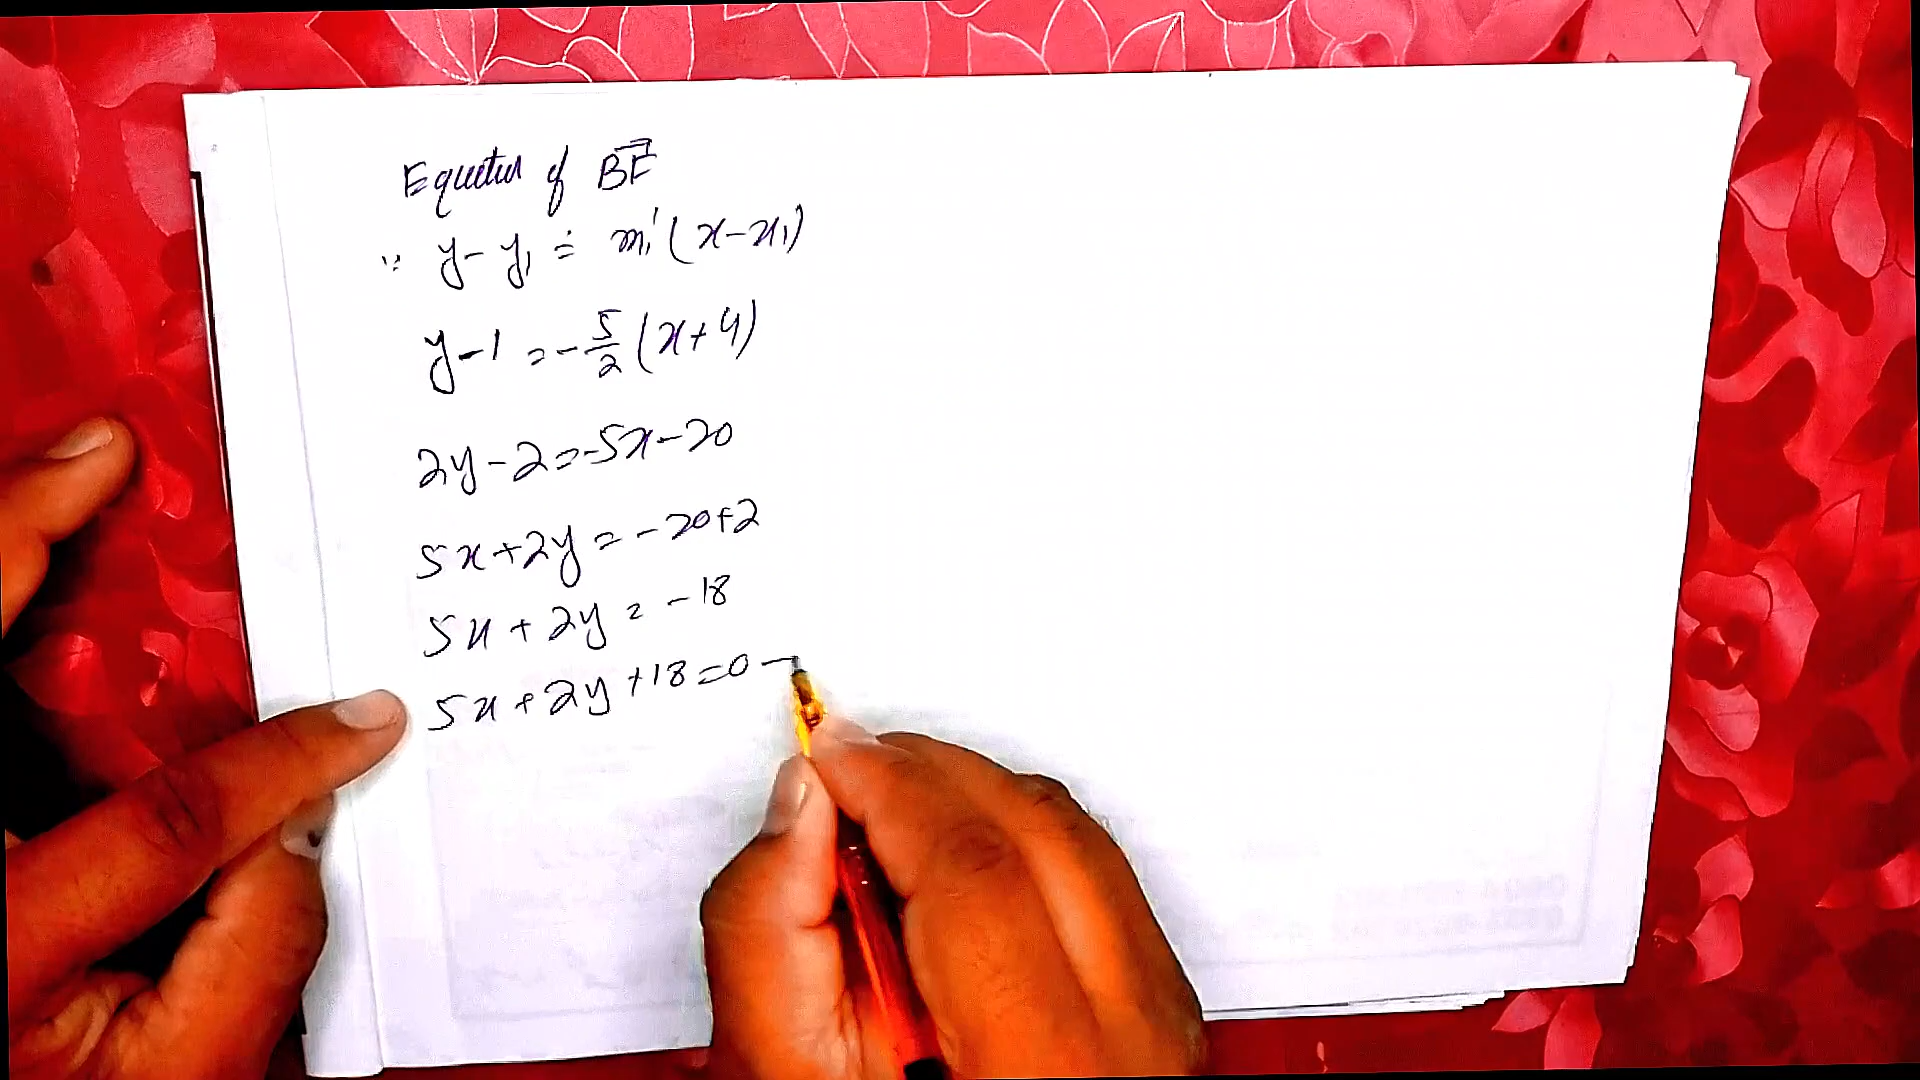 Equation of BF
∵ y - y₁ = m₁'(x - x₁)
y - 1 = -5/2 (x + 4)
2y - 2 = -5x - 20
5x + 2y = -20 + 2
5x + 2y = -18
5x + 2y + 18 = 0 -